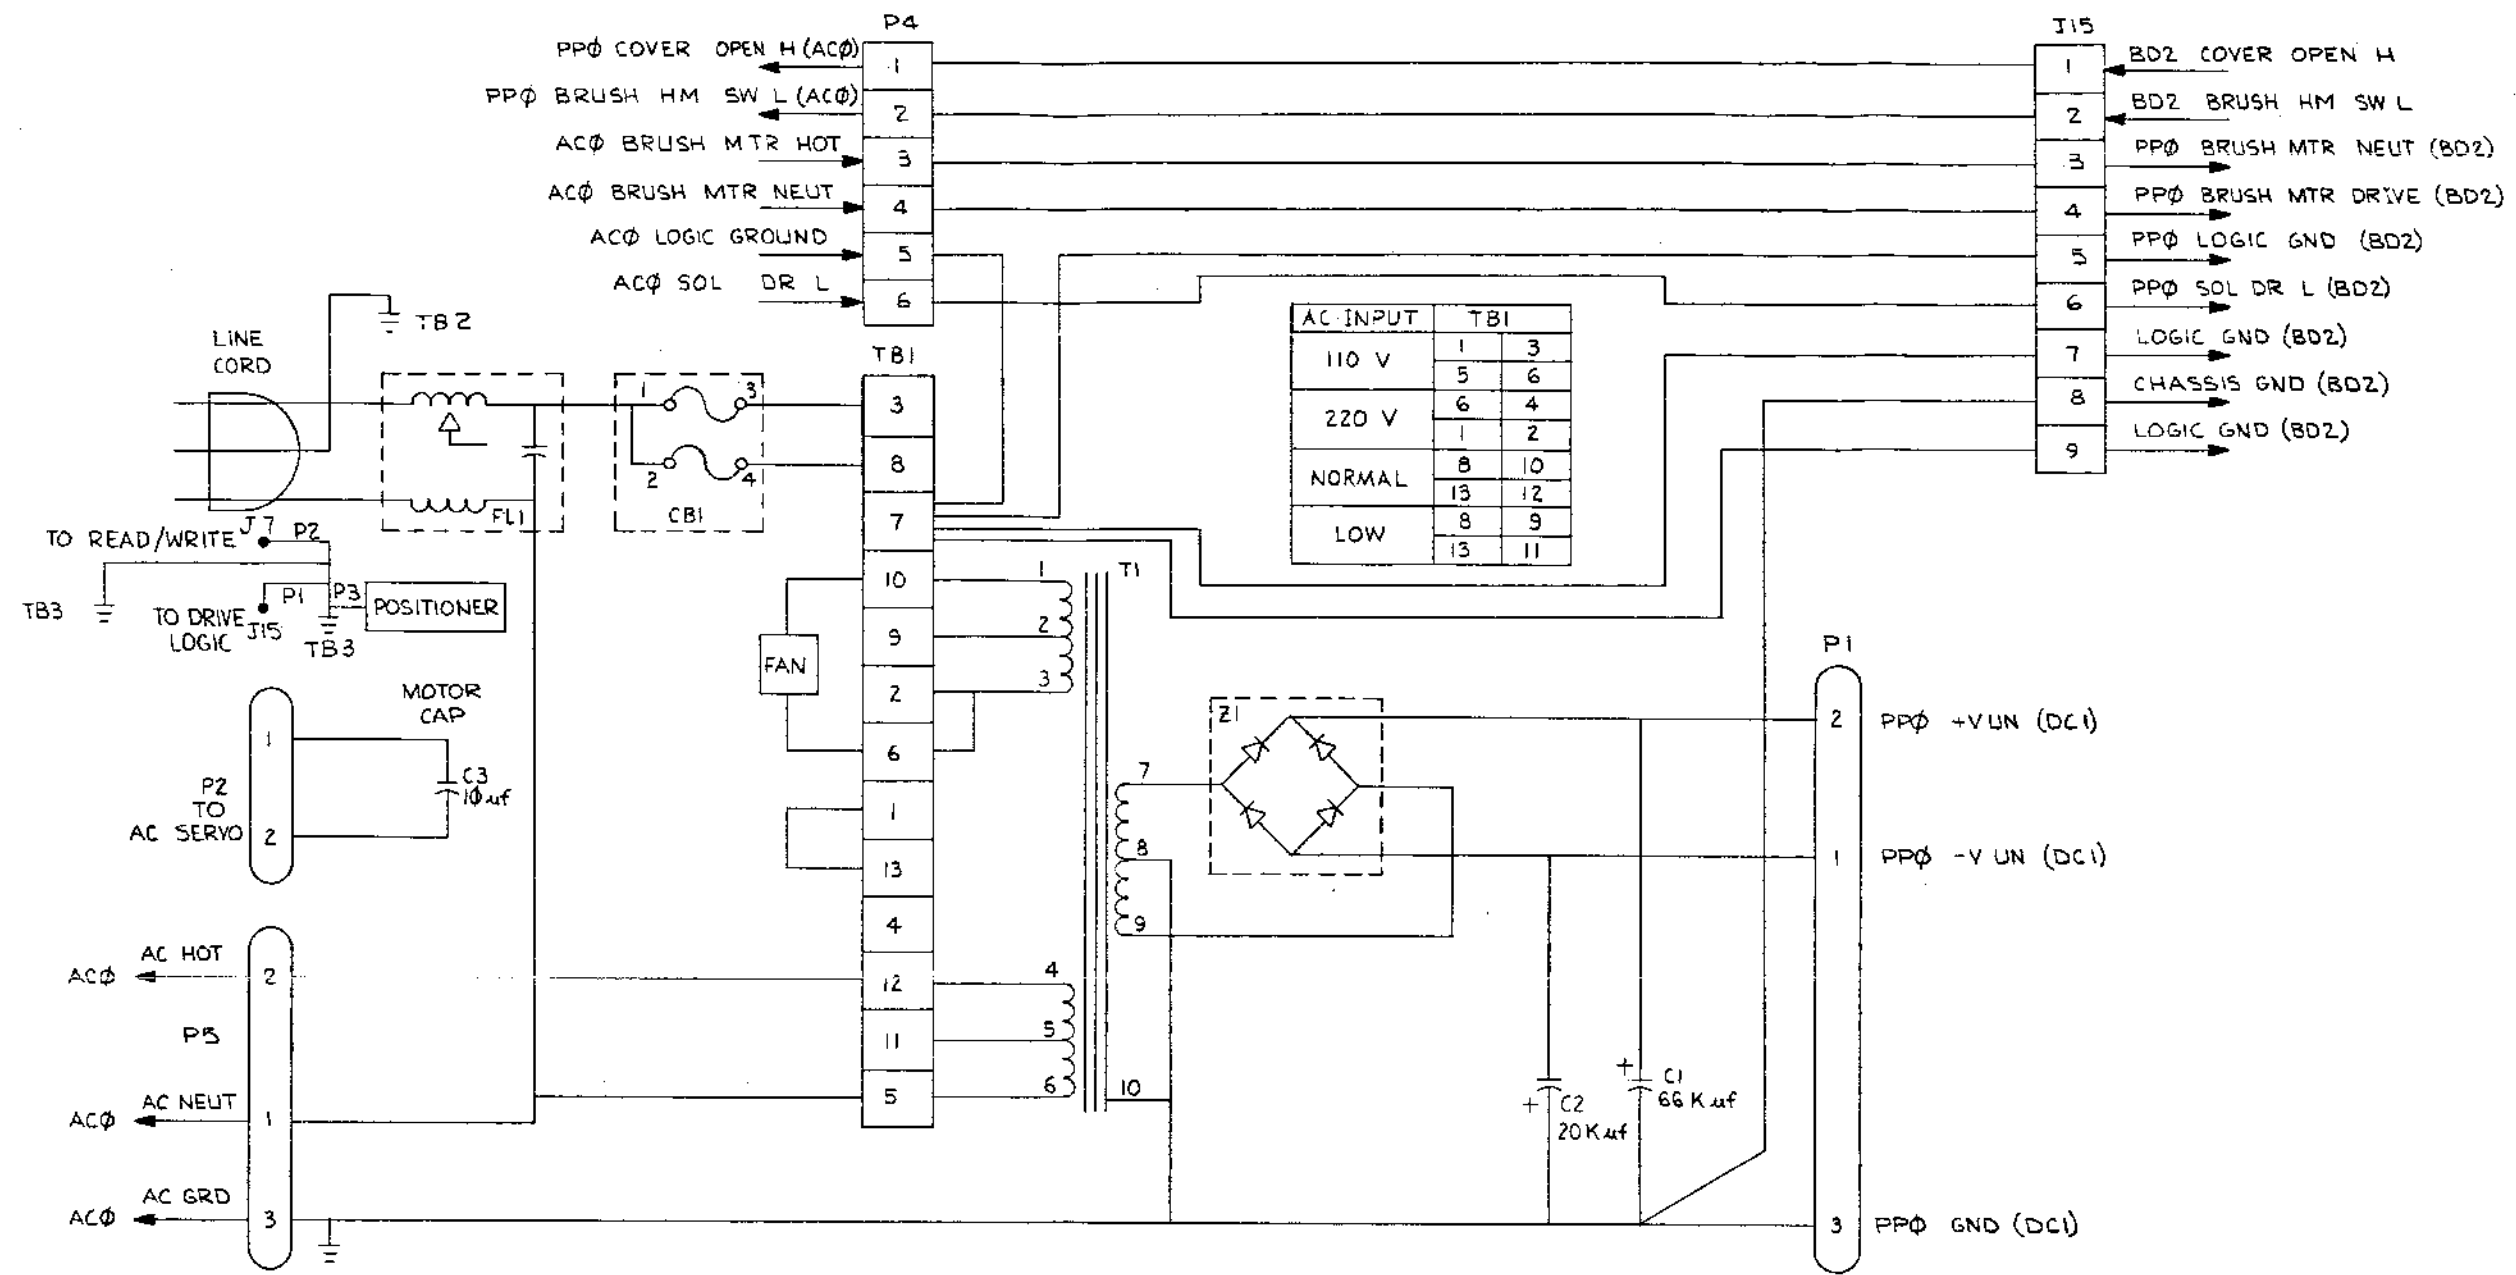 P4
PPØ COVER OPEN H (ACØ)
1
PPØ BRUSH HM SW L (ACØ)
2
ACØ BRUSH MTR HOT
3
ACØ BRUSH MTR NEUT
4
ACØ LOGIC GROUND
5
ACØ SOL DR L
6
J15
1
BD2 COVER OPEN H
2
BD2 BRUSH HM SW L
3
PPØ BRUSH MTR NEUT (BD2)
4
PPØ BRUSH MTR DRIVE (BD2)
5
PPØ LOGIC GND (BD2)
6
PPØ SOL DR L (BD2)
7
LOGIC GND (BD2)
8
CHASSIS GND (BD2)
9
LOGIC GND (BD2)
AC INPUT TB1
110 V 1 3
5 6
220 V 6 4
1 2
NORMAL 8 10
13 12
LOW 8 9
13 11
TB2
LINE
CORD
FL1
1 3
2 4
CB1
TB1
3
8
7
10
9
2
6
1
13
4
12
11
5
FAN
TO READ/WRITE J7 P2
TB3
P1 P3 POSITIONER
TO DRIVE
LOGIC J15
TB3
MOTOR
CAP
1
C3
1Ø uf
P2
TO
AC SERVO
2
AC HOT
ACØ 2
P5
AC NEUT
ACØ 1
AC GRD
ACØ 3
T1
1
2
3
4
5
6
7
8
9
10
Z1
C2
20K uf
C1
66 K uf
+
+
P1
2 PPØ +V UN (DC1)
1 PPØ -V UN (DC1)
3 PPØ GND (DC1)